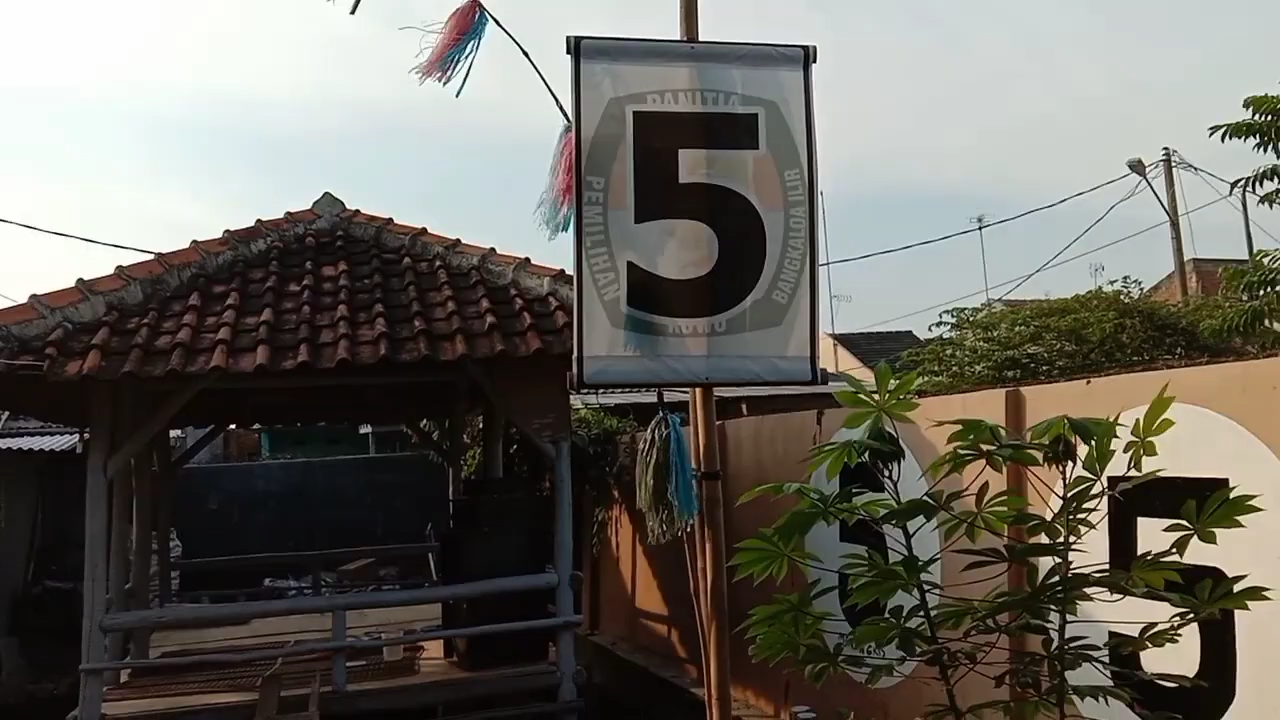 PANITIA
PEMILIHAN
5
BANGKALOA ILIR
KUWU
5